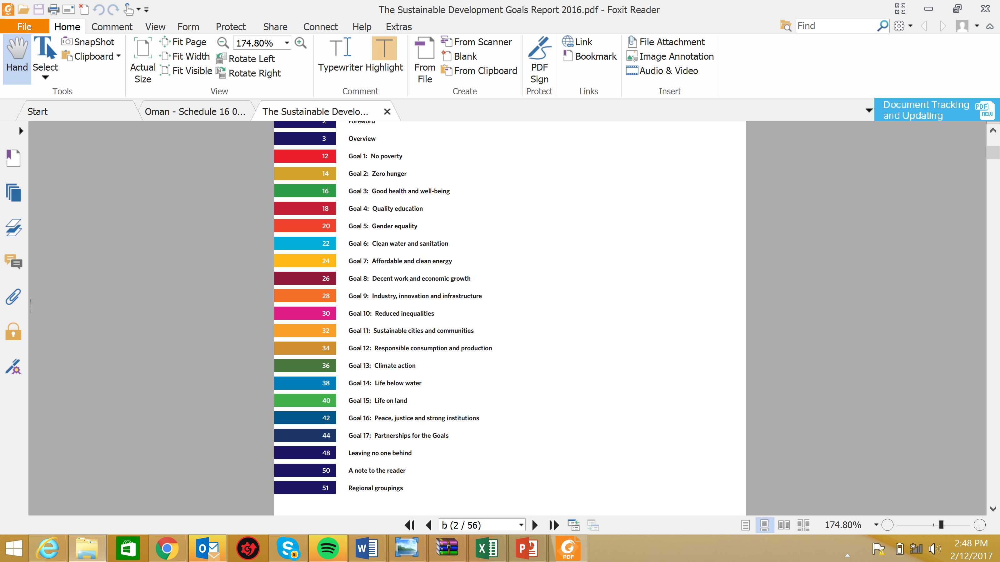 The Sustainable Development Goals Report 2016.pdf - Foxit Reader
File Home Comment View Form Protect Share Connect Help Extras Find
Hand Select SnapShot Clipboard
Tools
Actual Size Fit Page Fit Width Fit Visible 174.80% Rotate Left Rotate Right
View
Typewriter Highlight
Comment
From File From Scanner Blank From Clipboard
Create
PDF Sign
Protect
Link Bookmark
Links
File Attachment Image Annotation Audio & Video
Insert
Start Oman - Schedule 16 0... The Sustainable Develo...
Document Tracking
and Updating
PDF
NEW
2 Foreword
3 Overview
12 Goal 1: No poverty
14 Goal 2: Zero hunger
16 Goal 3: Good health and well-being
18 Goal 4: Quality education
20 Goal 5: Gender equality
22 Goal 6: Clean water and sanitation
24 Goal 7: Affordable and clean energy
26 Goal 8: Decent work and economic growth
28 Goal 9: Industry, innovation and infrastructure
30 Goal 10: Reduced inequalities
32 Goal 11: Sustainable cities and communities
34 Goal 12: Responsible consumption and production
36 Goal 13: Climate action
38 Goal 14: Life below water
40 Goal 15: Life on land
42 Goal 16: Peace, justice and strong institutions
44 Goal 17: Partnerships for the Goals
48 Leaving no one behind
50 A note to the reader
51 Regional groupings
b (2 / 56) 174.80%
8
PDF
2:48 PM
2/12/2017